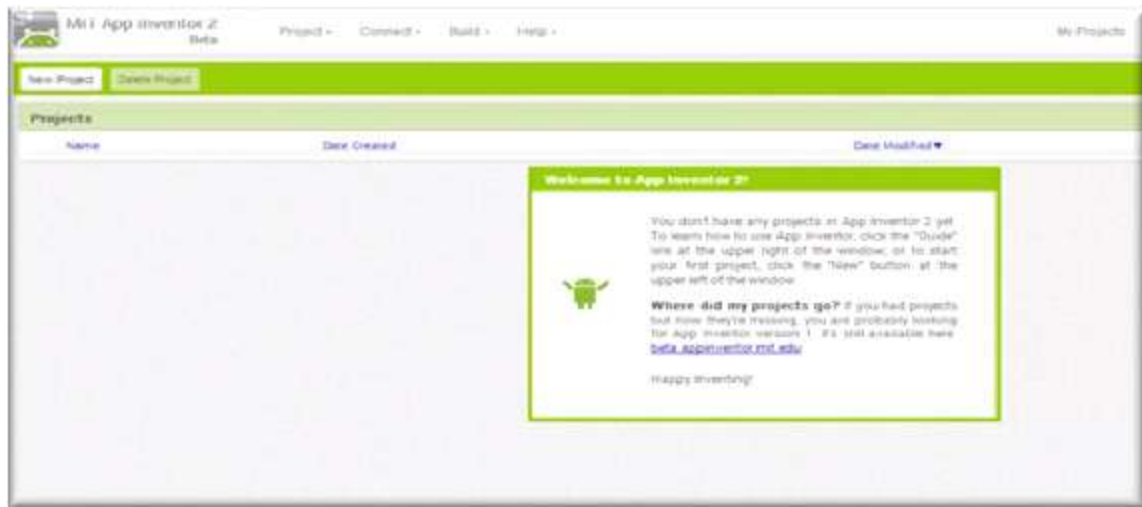 MIT App Inventor 2
Beta
Project Connect Build Help My Projects
New Project Delete Project
Projects
Name Date Created Date Modified
Welcome to App Inventor 2!
You don't have any projects in App Inventor 2 yet.
To learn how to use App Inventor, click the "Guide"
link at the upper right of the window; or to start
your first project, click the "New" button at the
upper left of the window.
Where did my projects go? If you had projects
but now they're missing, you are probably looking
for App Inventor version 1. It's still available here:
beta.appinventor.mit.edu
Happy Inventing!